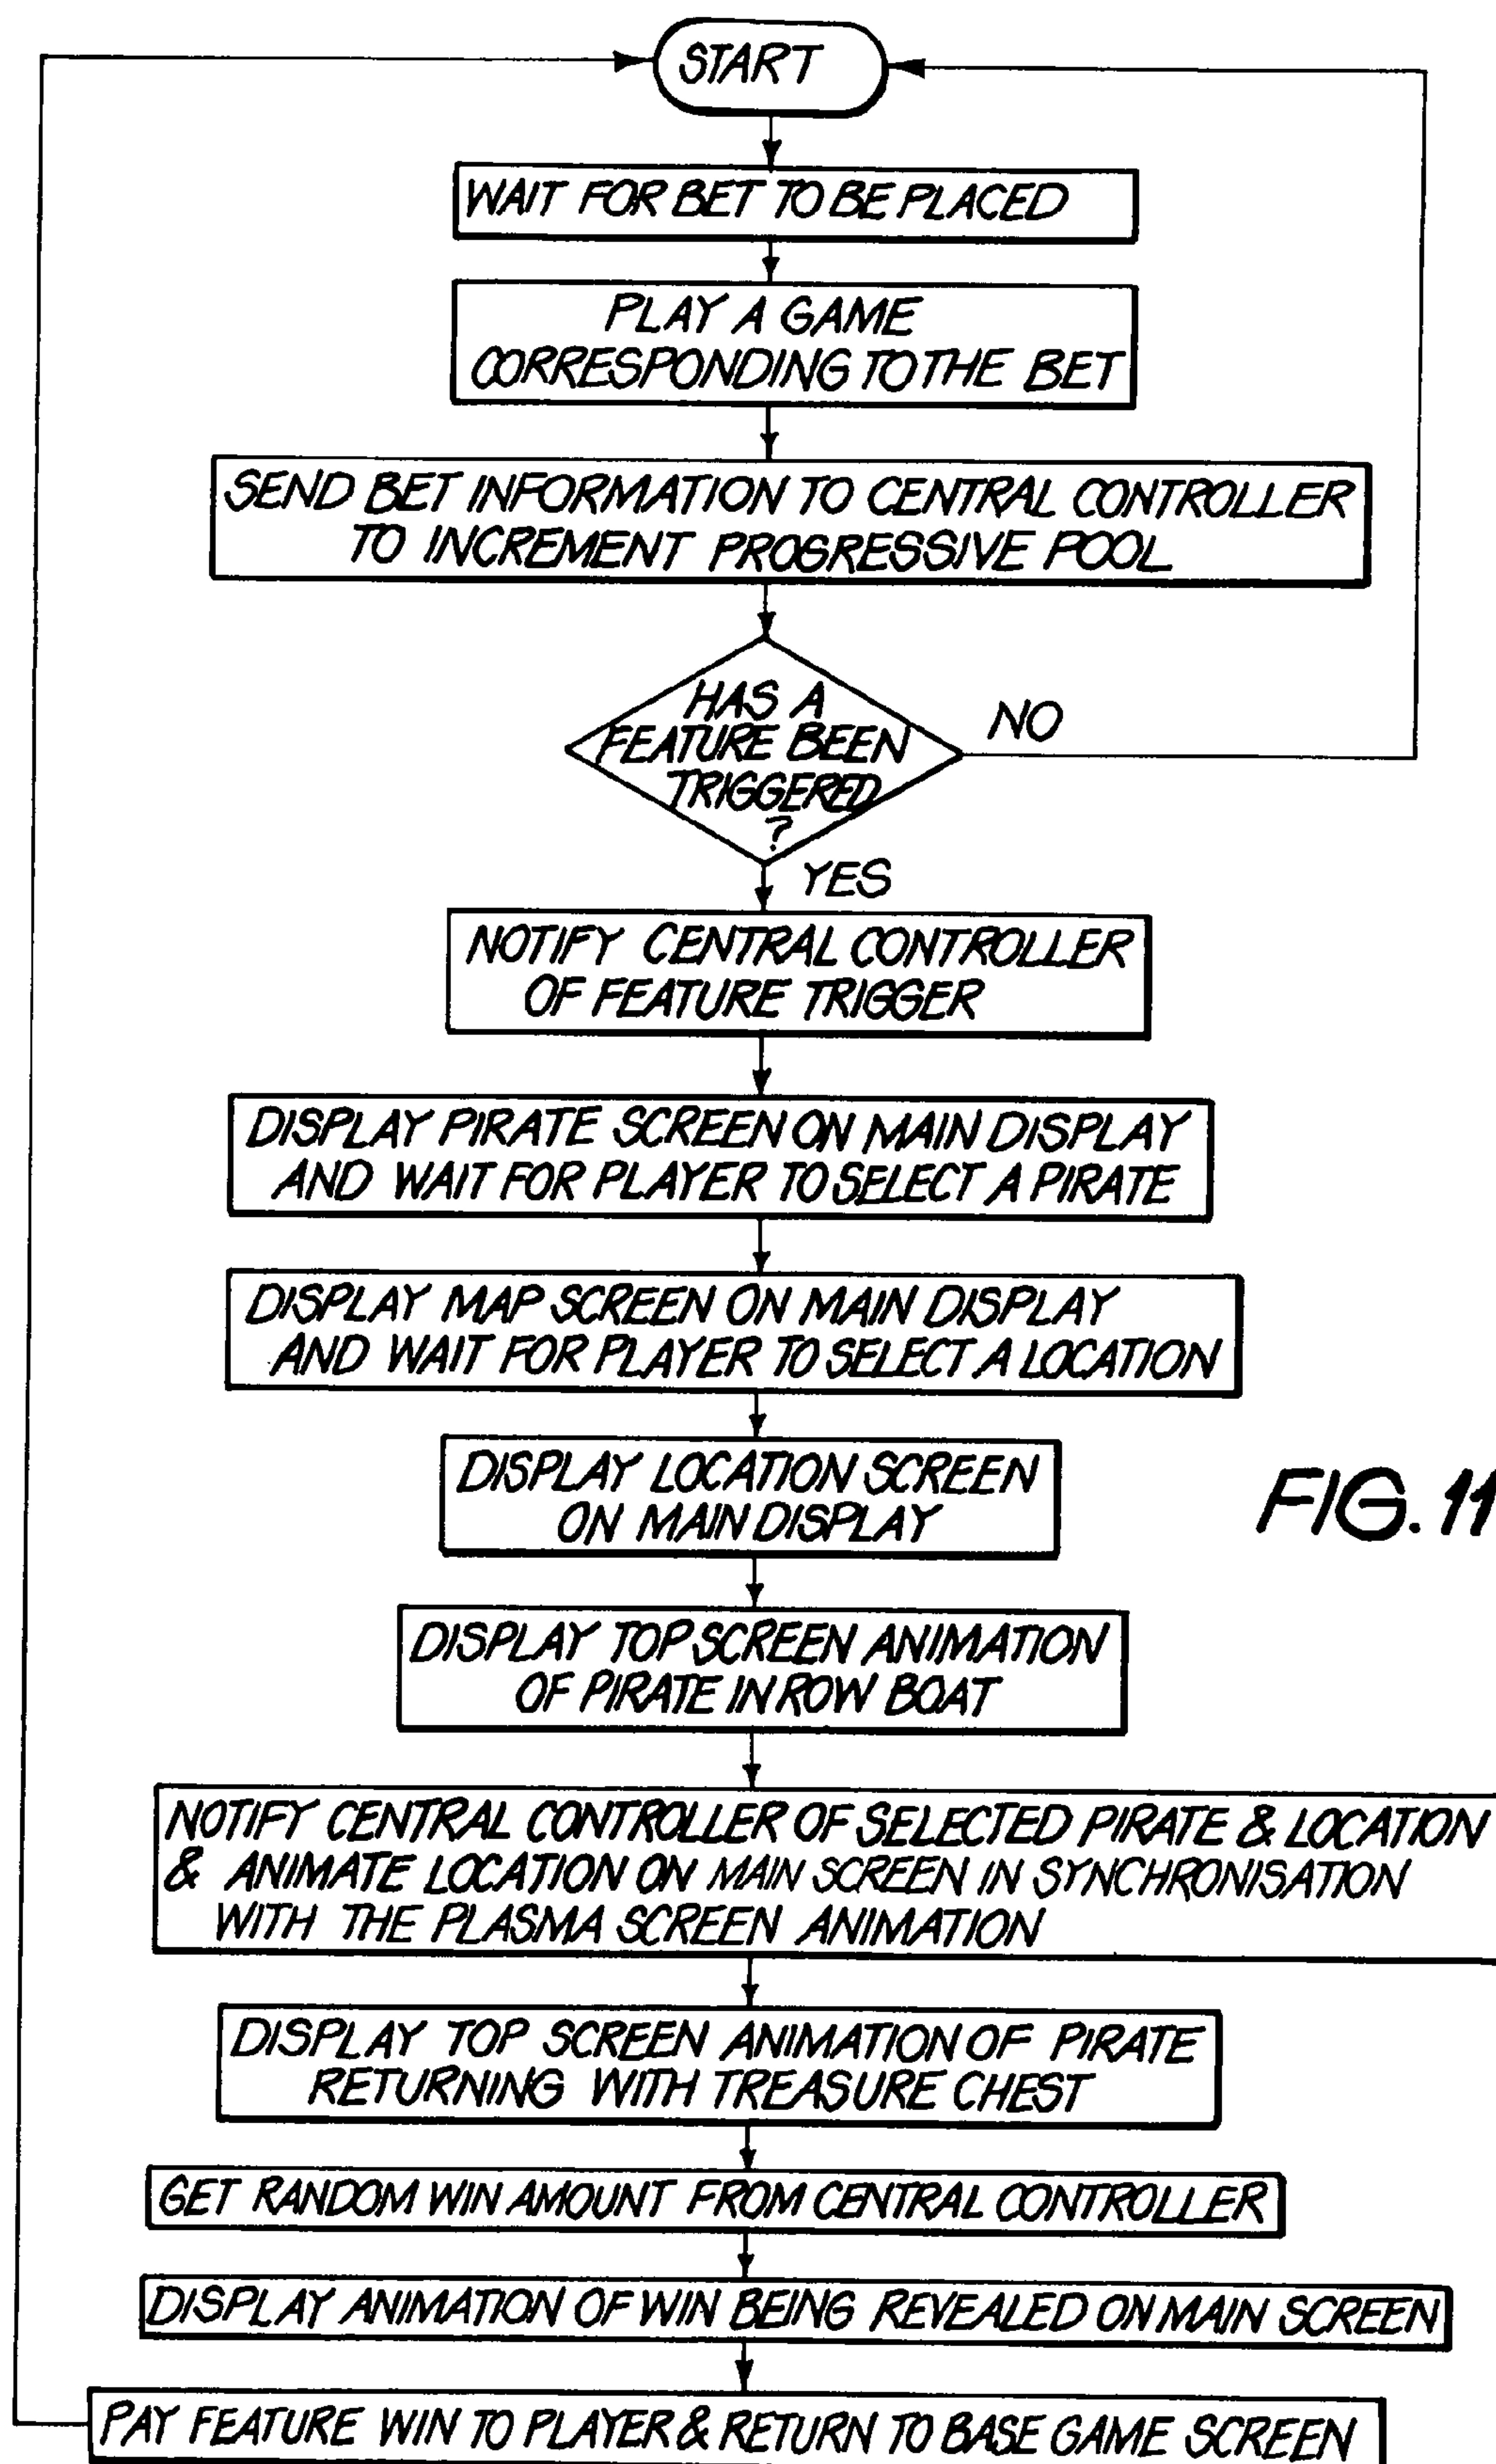 START
WAIT FOR BET TO BE PLACED
PLAY A GAME
CORRESPONDING TO THE BET
SEND BET INFORMATION TO CENTRAL CONTROLLER
TO INCREMENT PROGRESSIVE POOL
HAS A
FEATURE BEEN
TRIGGERED
?
NO
YES
NOTIFY CENTRAL CONTROLLER
OF FEATURE TRIGGER
DISPLAY PIRATE SCREEN ON MAIN DISPLAY
AND WAIT FOR PLAYER TO SELECT A PIRATE
DISPLAY MAP SCREEN ON MAIN DISPLAY
AND WAIT FOR PLAYER TO SELECT A LOCATION
DISPLAY LOCATION SCREEN
ON MAIN DISPLAY
FIG. 11
DISPLAY TOP SCREEN ANIMATION
OF PIRATE IN ROW BOAT
NOTIFY CENTRAL CONTROLLER OF SELECTED PIRATE & LOCATION
& ANIMATE LOCATION ON MAIN SCREEN IN SYNCHRONISATION
WITH THE PLASMA SCREEN ANIMATION
DISPLAY TOP SCREEN ANIMATION OF PIRATE
RETURNING WITH TREASURE CHEST
GET RANDOM WIN AMOUNT FROM CENTRAL CONTROLLER
DISPLAY ANIMATION OF WIN BEING REVEALED ON MAIN SCREEN
PAY FEATURE WIN TO PLAYER & RETURN TO BASE GAME SCREEN